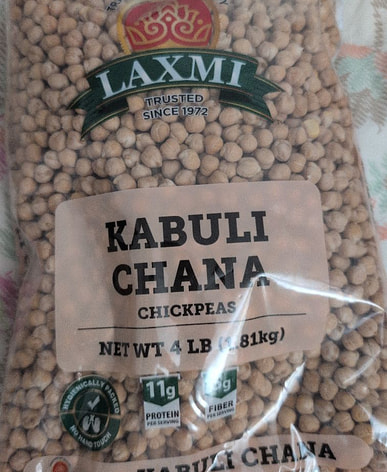 LAXMI
TRUSTED
SINCE 1972
KABULI
CHANA
CHICKPEAS
NET WT 4 LB (1.81kg)
HYGIENICALLY PACKED
NO HAND TOUCH
11g
PROTEIN
PER SERVING
FIBER
PER SERVING
KABULI CHANA